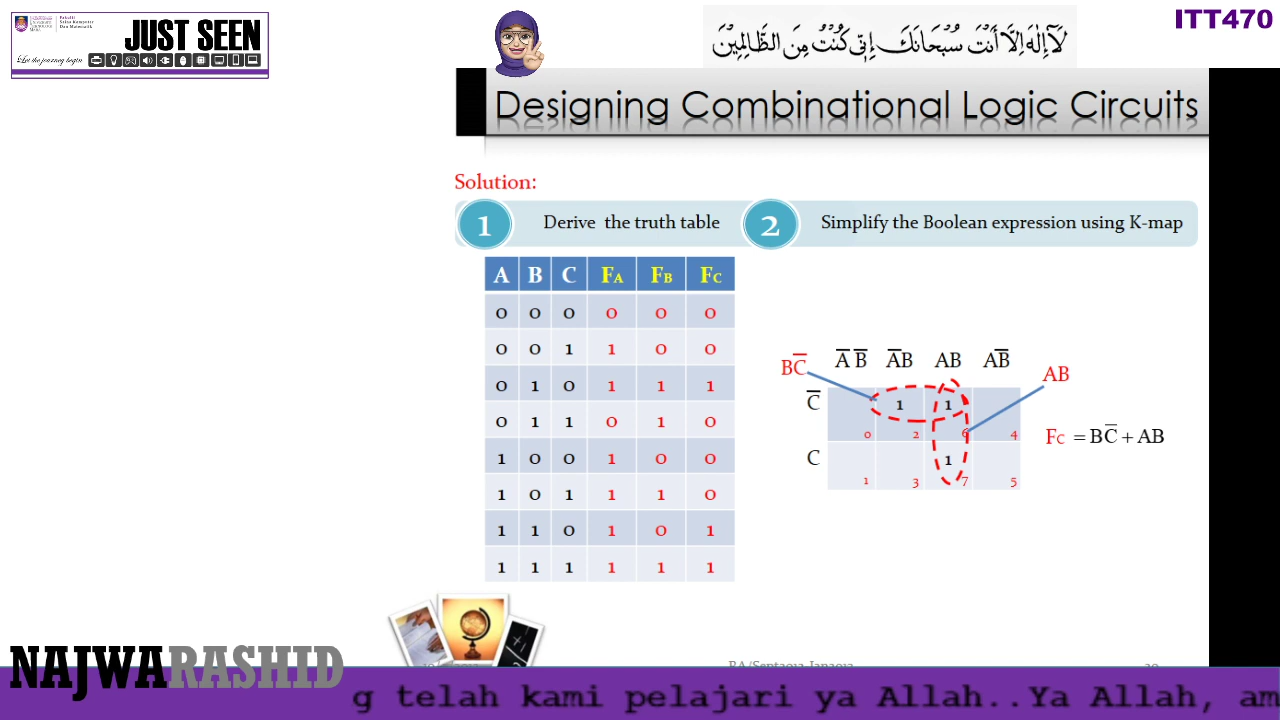 JUST SEEN
Let the journey begin
ITT470
لَآ إِلٰهَ إِلَّا أَنْتَ سُبْحَانَكَ إِنِّي كُنْتُ مِنَ الظَّالِمِيْنَ
Designing Combinational Logic Circuits
Solution:
1 Derive the truth table 2 Simplify the Boolean expression using K-map
A B C FA FB FC
0 0 0 0 0 0
0 0 1 1 0 0
0 1 0 1 1 1
0 1 1 0 1 0
1 0 0 1 0 0
1 0 1 1 1 0
1 1 0 1 0 1
1 1 1 1 1 1
BC̅ A̅ B̅ A̅B AB AB̅ AB
C̅ 1 1
0 2 6 4
FC = BC̅ + AB
C 1
1 3 7 5
NAJWARASHID
g telah kami pelajari ya Allah..Ya Allah, am